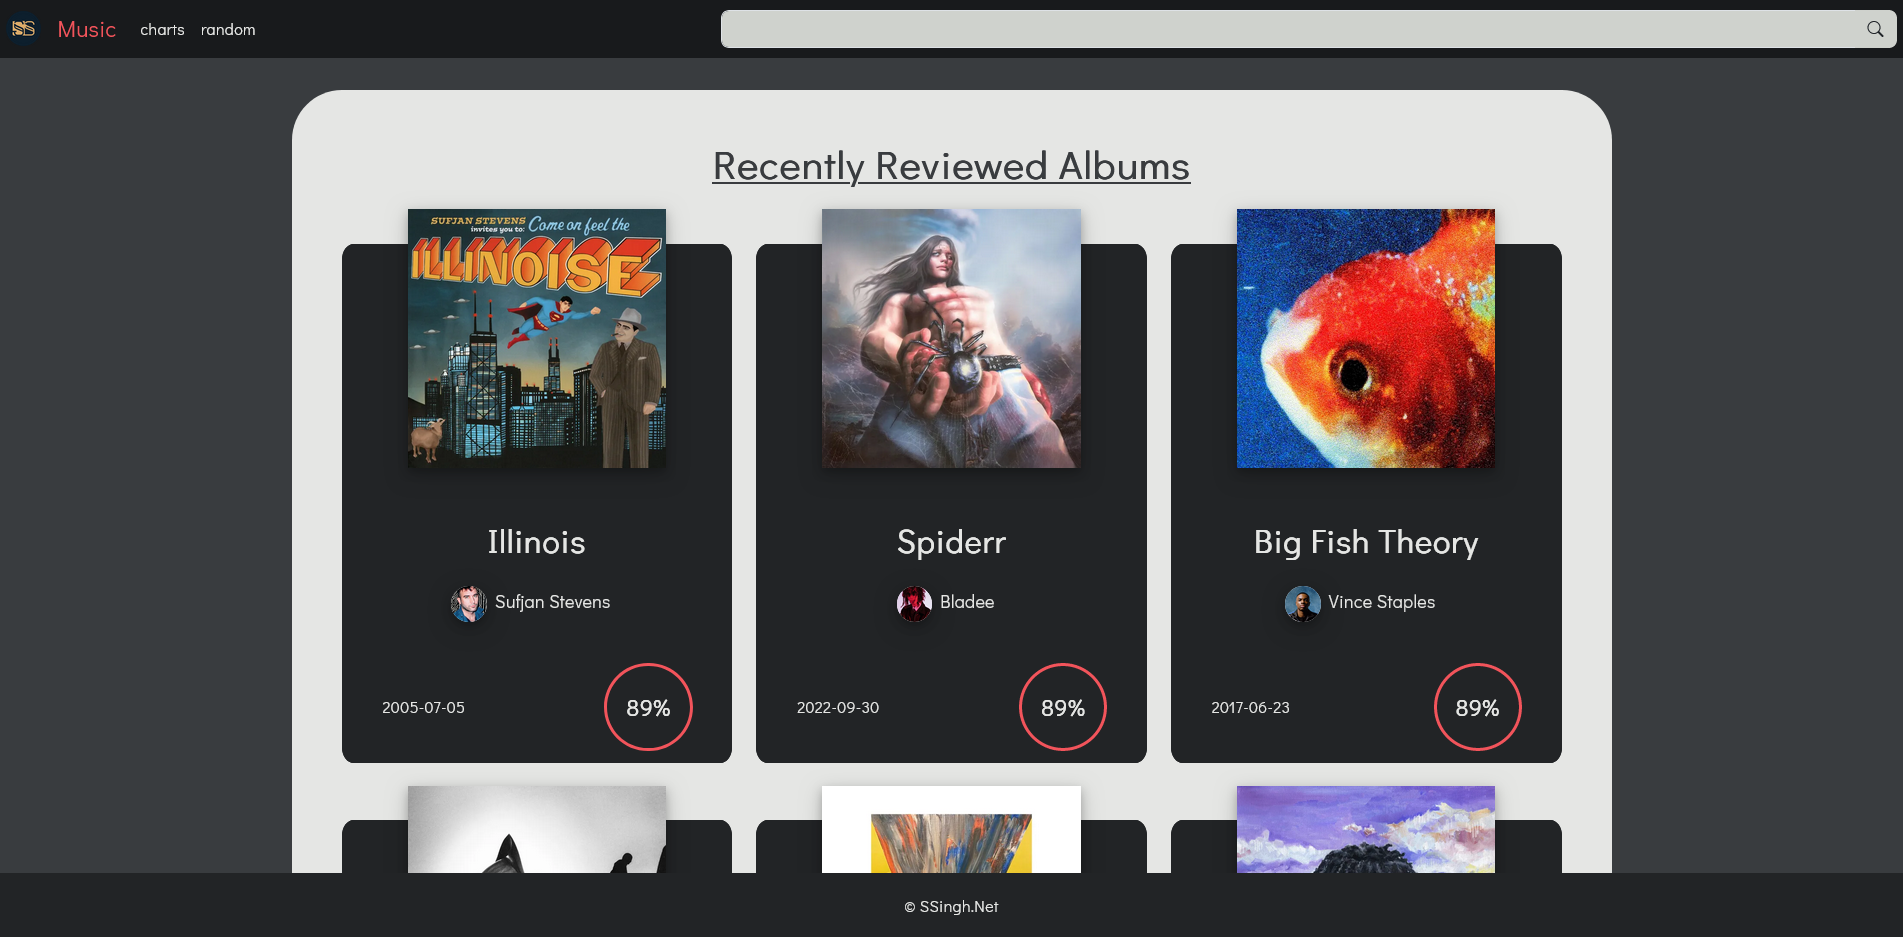 SS
Music
charts
random
Recently Reviewed Albums
SUFJAN STEVENS
invites you to:
Come on feel the
ILLINOISE
Illinois
Sufjan Stevens
2005-07-05
89%
Spiderr
Bladee
2022-09-30
89%
Big Fish Theory
Vince Staples
2017-06-23
89%
© SSingh.Net